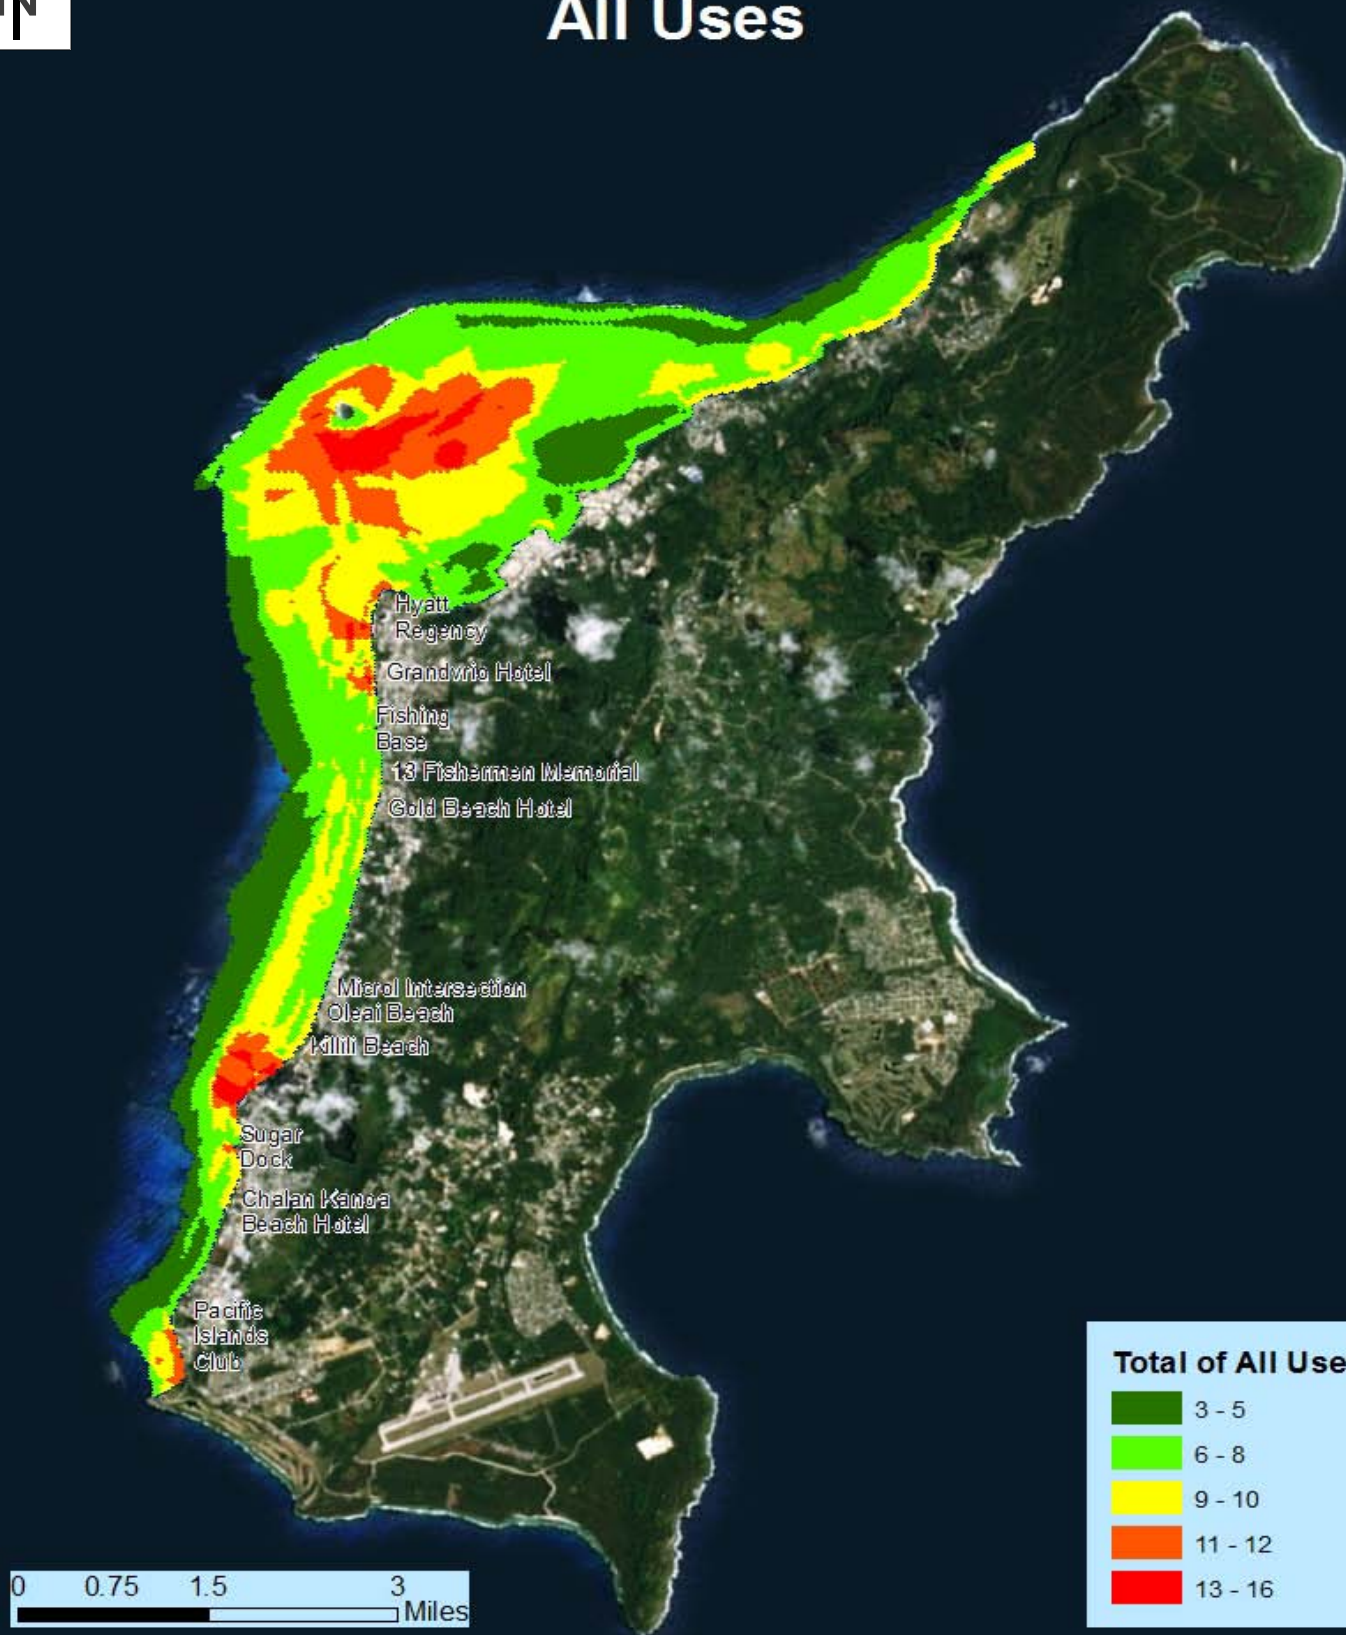 N
All Uses
Hyatt
Regency
Grandvrio Hotel
Fishing
Base
13 Fishermen Memorial
Gold Beach Hotel
Microl Intersection
Oleai Beach
Killili Beach
Sugar
Dock
Chalan Kanoa
Beach Hotel
Pacific
Islands
Club
Total of All Use
3 - 5
6 - 8
9 - 10
11 - 12
13 - 16
0 0.75 1.5 3
Miles